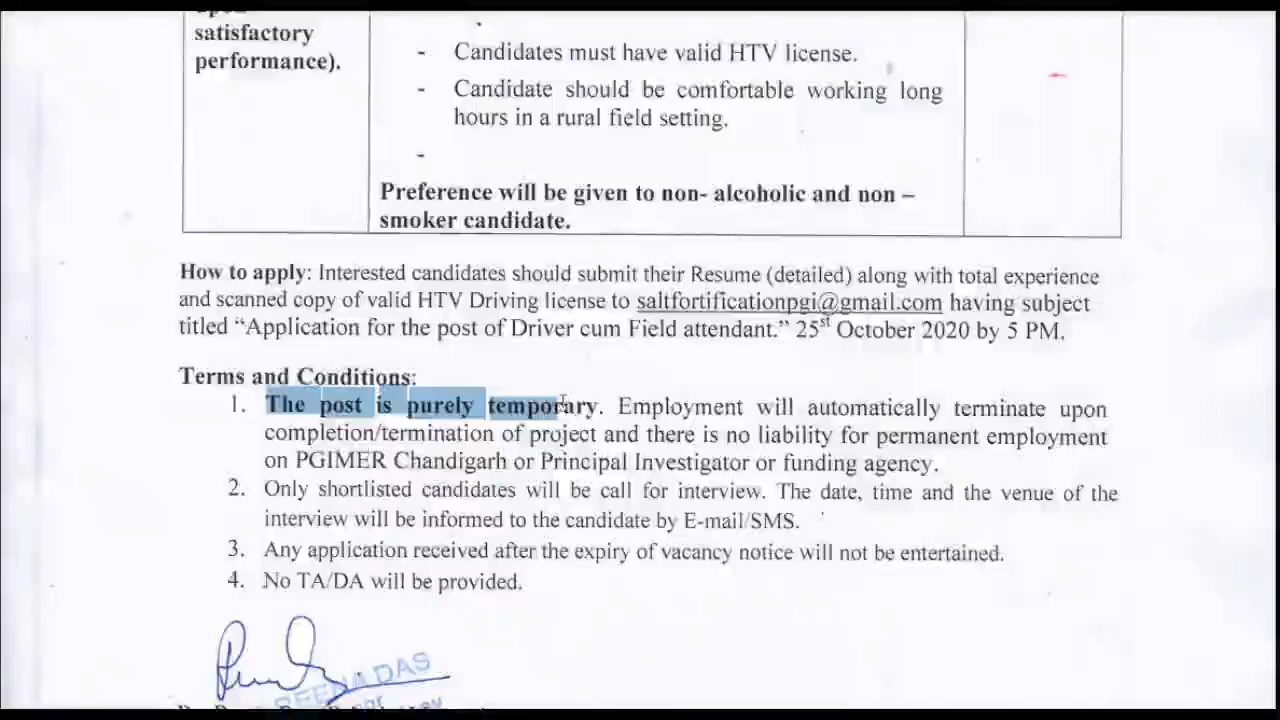 satisfactory
performance).
- Candidates must have valid HTV license.
- Candidate should be comfortable working long
hours in a rural field setting.
-
Preference will be given to non- alcoholic and non –
smoker candidate.
How to apply: Interested candidates should submit their Resume (detailed) along with total experience
and scanned copy of valid HTV Driving license to saltfortificationpgi@gmail.com having subject
titled “Application for the post of Driver cum Field attendant.” 25st October 2020 by 5 PM.
Terms and Conditions:
1. The post is purely temporary. Employment will automatically terminate upon
completion/termination of project and there is no liability for permanent employment
on PGIMER Chandigarh or Principal Investigator or funding agency.
2. Only shortlisted candidates will be call for interview. The date, time and the venue of the
interview will be informed to the candidate by E-mail/SMS.
3. Any application received after the expiry of vacancy notice will not be entertained.
4. No TA/DA will be provided.
DAS